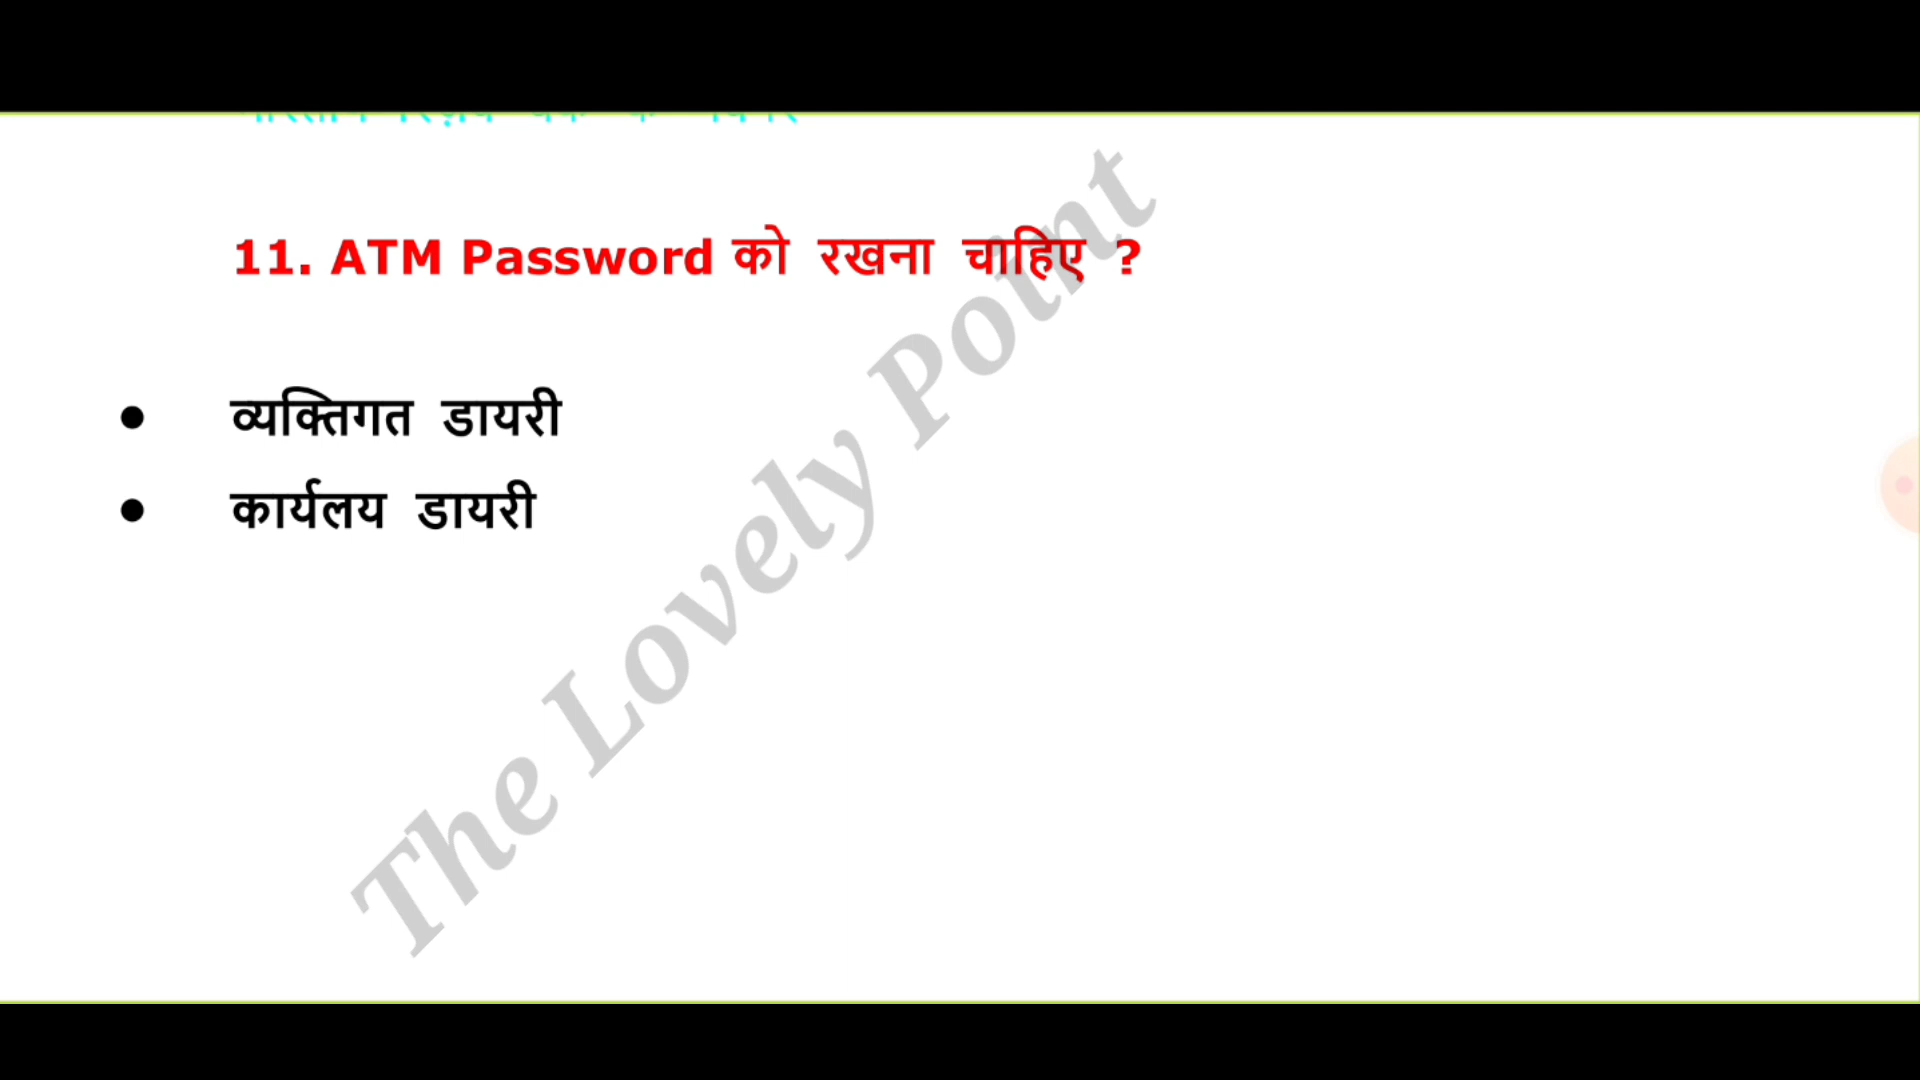 11. ATM Password को रखना चाहिए ?
व्यक्तिगत डायरी
कार्यलय डायरी
The Lovely Point